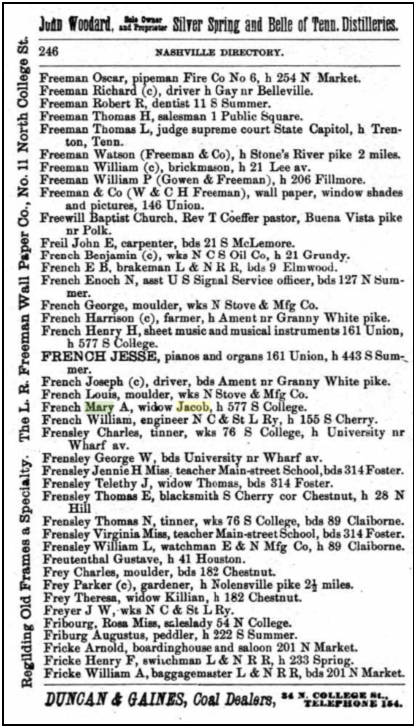 John Woodard, Sole Owner and Proprietor Silver Spring and Belle of Tenn. Distilleries.
246 NASHVILLE DIRECTORY.
Freeman Oscar, pipeman Fire Co No 6, h 254 N Market.
Freeman Richard (c), driver h Gay nr Belleville.
Freeman Robert R, dentist 11 S Summer.
Freeman Thomas H, salesman 1 Public Square.
Freeman Thomas L, judge supreme court State Capitol, h Tren-
ton, Tenn.
Freeman Watson (Freeman & Co), h Stone's River pike 2 miles.
Freeman William (c), brickmason, h 21 Lee av.
Freeman William P (Gowen & Freeman), h 206 Fillmore.
Freeman & Co (W & C H Freeman), wall paper, window shades
and pictures, 146 Union.
Freewill Baptist Church. Rev T Coeffer pastor, Buena Vista pike
nr Polk.
Freil John E, carpenter, bds 21 S McLemore.
French Benjamin (c), wks N C S Oil Co, h 21 Grundy.
French E B, brakeman L & N R R, bds 9 Elmwood.
French Enoch N, asst U S Signal Service officer, bds 127 N Sum-
mer.
French George, moulder, wks N Stove & Mfg Co.
French Harrison (c), farmer, h Ament nr Granny White pike.
French Henry H, sheet music and musical instruments 161 Union,
h 577 S College.
FRENCH JESSE, pianos and organs 161 Union, h 443 S Sum-
mer.
French Joseph (c), driver, bds Ament nr Granny White pike.
French Louis, moulder, wks N Stove & Mfg Co.
French Mary A, widow Jacob, h 577 S College.
French William, engineer N C & St L Ry, h 155 S Cherry.
Frensley Charles, tinner, wks 76 S College, h University nr
Wharf av.
Frensley George W, bds University nr Wharf av.
Frensley Jennie H Miss, teacher Main-street School, bds 314 Foster.
Frensley Telethy J, widow Thomas, bds 314 Foster.
Frensley Thomas E, blacksmith S Cherry cor Chestnut, h 28 N
Hill
Frensley Thomas N, tinner, wks 76 S College, bds 89 Claiborne.
Frensley Virginia Miss, teacher Main-street School, bds 314 Foster.
Frensley William L, watchman E & N Mfg Co, h 89 Claiborne.
Freutenthal Gustave, h 41 Houston.
Frey Charles, moulder, bds 182 Chestnut.
Frey Parker (c), gardener, h Nolensville pike 2½ miles.
Frey Theresa, widow Killian, h 182 Chestnut.
Freyer J W, wks N C & St L Ry.
Fribourg, Rosa Miss, saleslady 54 N College.
Friburg Augustus, peddler, h 222 S Summer.
Fricke Arnold, boardinghouse and saloon 201 N Market.
Fricke Henry F, switchman L & N R R, h 233 Spring.
Fricke William A, baggagemaster L & N R R, bds 201 N Market.
DUNCAN & GAINES, Coal Dealers, 34 N. COLLEGE ST., TELEPHONE 154.
Regilding Old Frames a Specialty. The L. R. Freeman Wall Paper Co., No. 11 North College St.